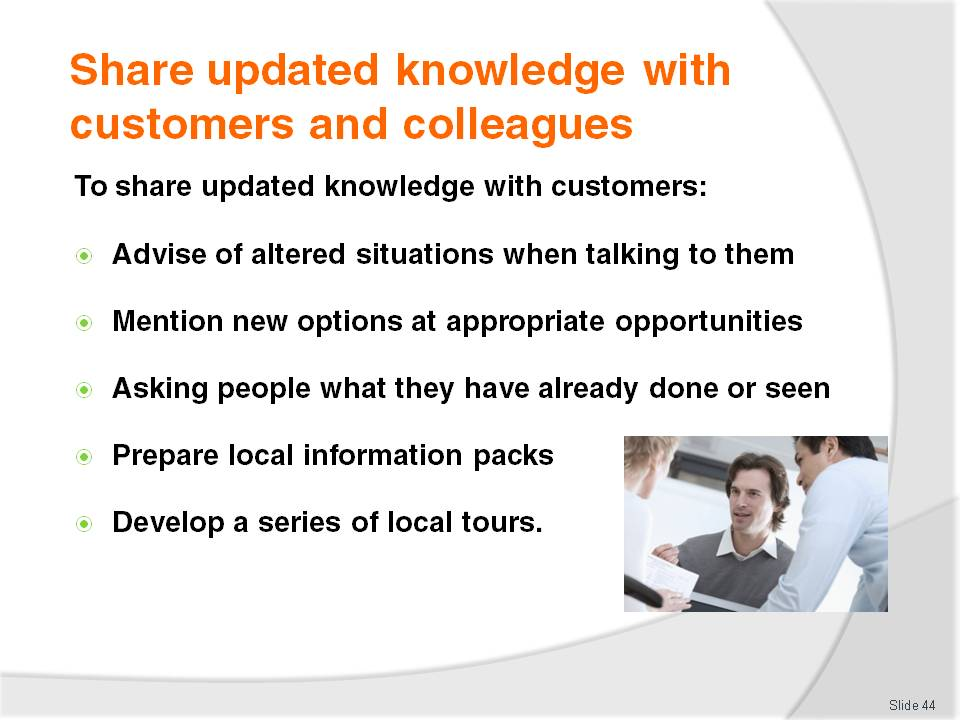 Share updated knowledge with
customers and colleagues
To share updated knowledge with customers:
Advise of altered situations when talking to them
Mention new options at appropriate opportunities
Asking people what they have already done or seen
Prepare local information packs
Develop a series of local tours.
Slide 44